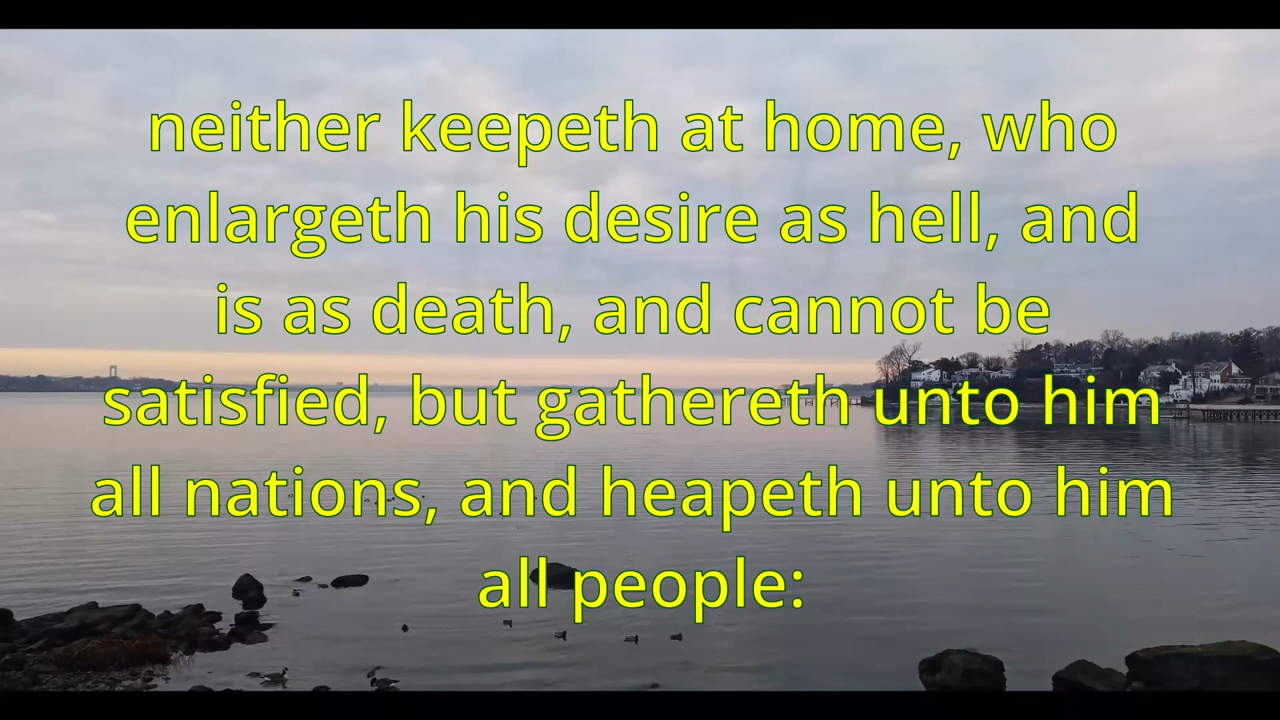 neither keepeth at home, who
enlargeth his desire as hell, and
is as death, and cannot be
satisfied, but gathereth unto him
all nations, and heapeth unto him
all people: